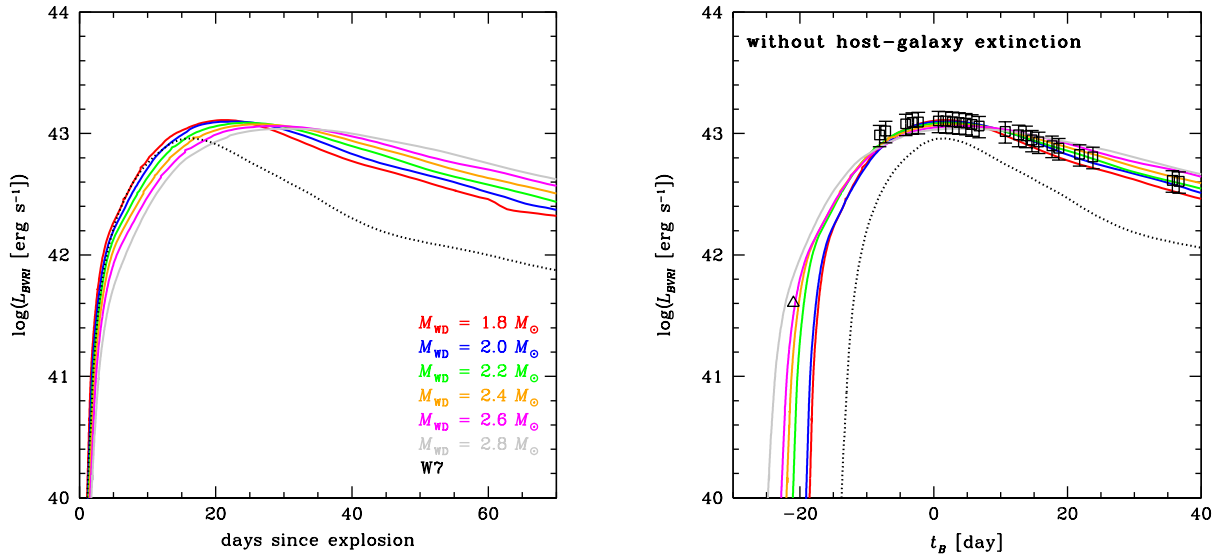 44
43
42
41
40
log(L_BVRI) [erg s⁻¹]
M_WD = 1.8 M_⊙
M_WD = 2.0 M_⊙
M_WD = 2.2 M_⊙
M_WD = 2.4 M_⊙
M_WD = 2.6 M_⊙
M_WD = 2.8 M_⊙
W7
0 20 40 60
days since explosion
44
43
42
41
40
log(L_BVRI) [erg s⁻¹]
without host-galaxy extinction
−20 0 20 40
t_B [day]